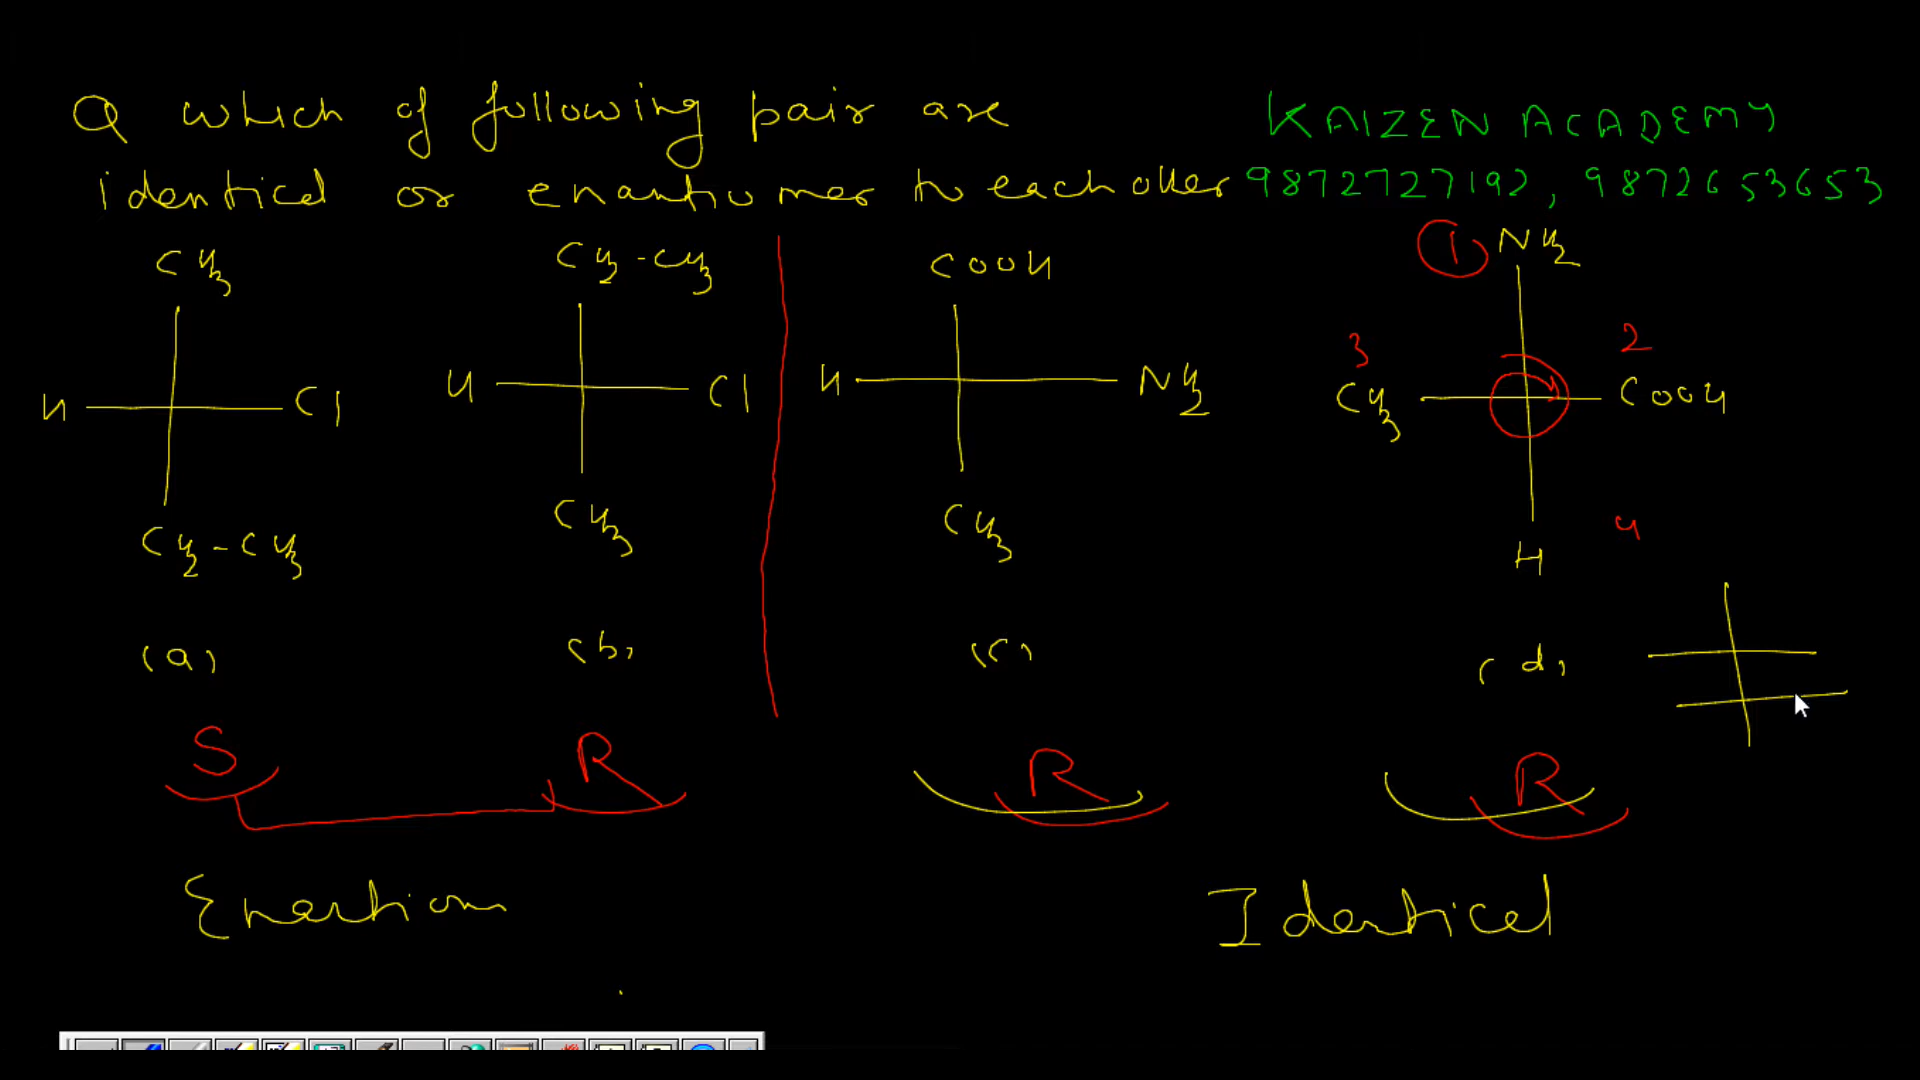 Q which of following pair are
KAIZEN ACADEMY
identical or enantiomer to each other
9872727192, 9872653653
CH3
CH2-CH3
COOH
1 NH2
H Cl
H Cl
H NH2
3 2
CH3 COOH
CH2-CH3
CH3
CH3
4
H
(a)
(b)
(c)
(d)
S
R
R
R
Enantiom
Identical